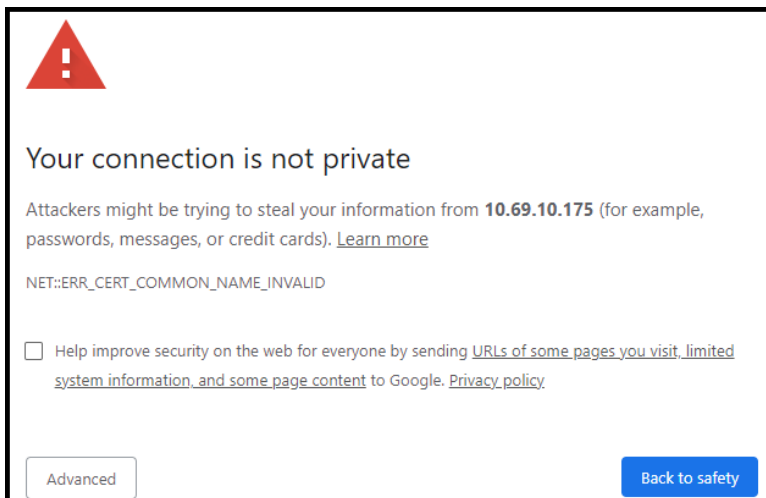 Your connection is not private
Attackers might be trying to steal your information from 10.69.10.175 (for example,
passwords, messages, or credit cards). Learn more
NET::ERR_CERT_COMMON_NAME_INVALID
Help improve security on the web for everyone by sending URLs of some pages you visit, limited
system information, and some page content to Google. Privacy policy
Advanced
Back to safety